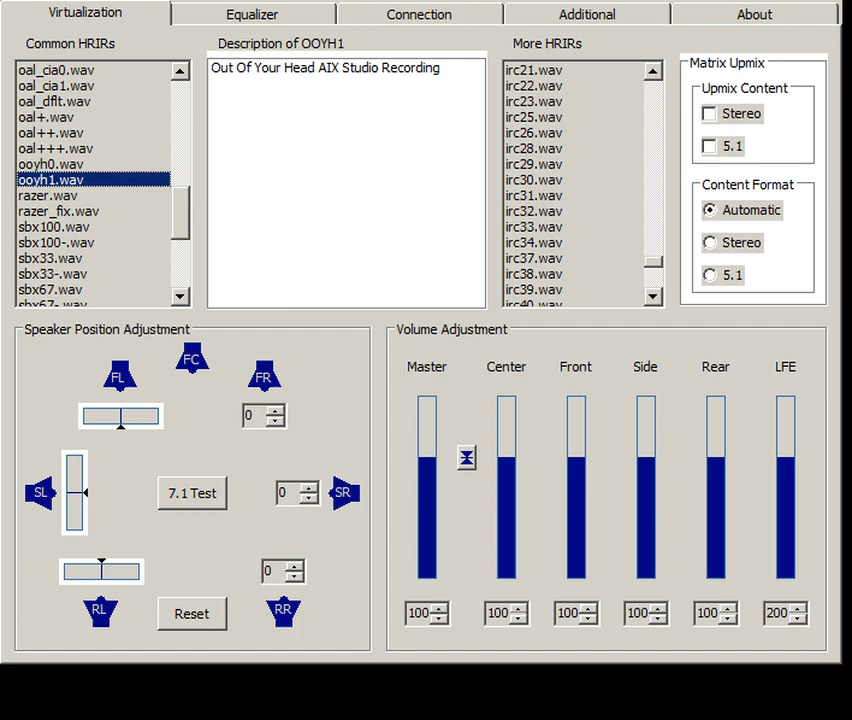 Virtualization
Equalizer
Connection
Additional
About
Common HRIRs
Description of OOYH1
More HRIRs
oal_cia0.wav
oal_cia1.wav
oal_dflt.wav
oal+.wav
oal++.wav
oal+++.wav
ooyh0.wav
ooyh1.wav
razer.wav
razer_fix.wav
sbx100.wav
sbx100-.wav
sbx33.wav
sbx33-.wav
sbx67.wav
sbx67-.wav
Out Of Your Head AIX Studio Recording
irc21.wav
irc22.wav
irc23.wav
irc25.wav
irc26.wav
irc28.wav
irc29.wav
irc30.wav
irc31.wav
irc32.wav
irc33.wav
irc34.wav
irc37.wav
irc38.wav
irc39.wav
irc40.wav
Matrix Upmix
Upmix Content
Stereo
5.1
Content Format
Automatic
Stereo
5.1
Speaker Position Adjustment
FC
FL
FR
0
SL
7.1 Test
0
SR
0
RL
Reset
RR
Volume Adjustment
Master
Center
Front
Side
Rear
LFE
100
100
100
100
100
200